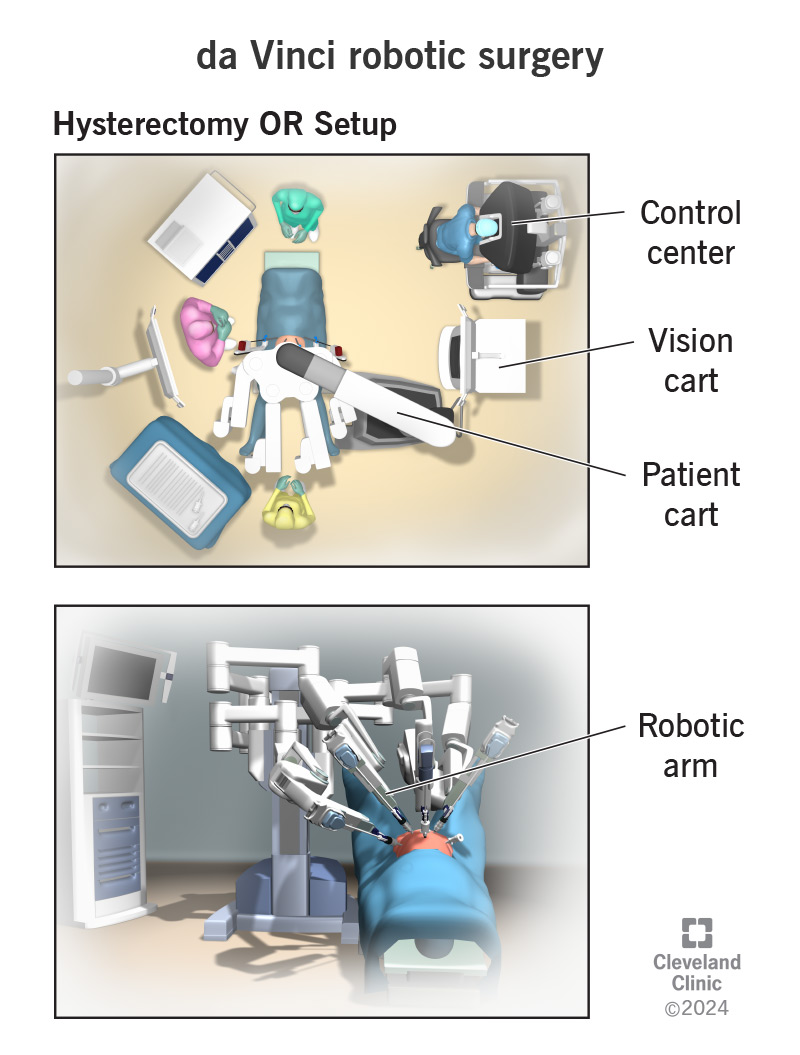 da Vinci robotic surgery
Hysterectomy OR Setup
Control
center
Vision
cart
Patient
cart
Robotic
arm
Cleveland
Clinic
©2024